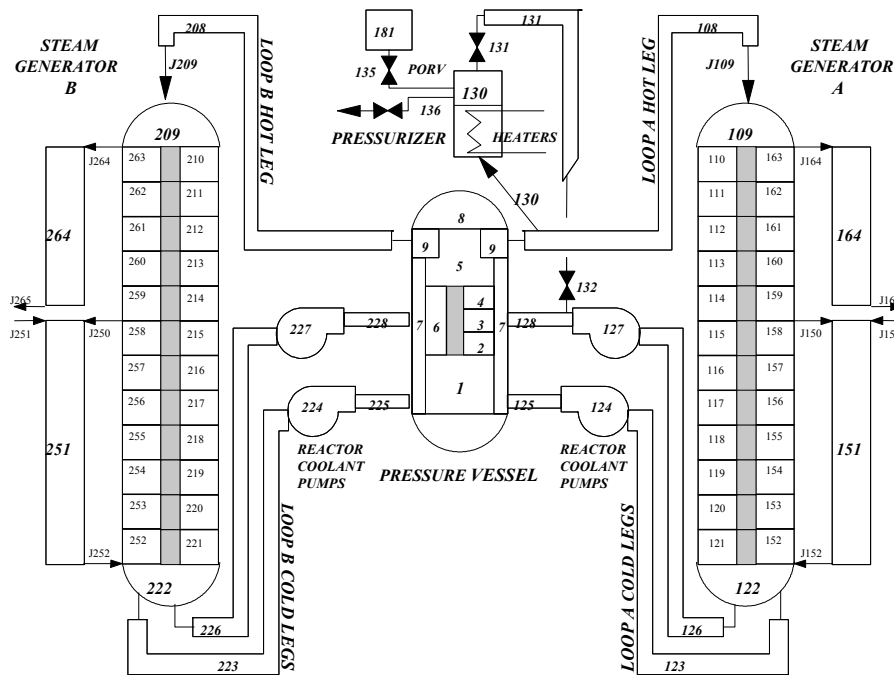 208
131
108
STEAM
GENERATOR
B
181
131
STEAM
GENERATOR
A
J209
135
PORV
J109
130
136
LOOP B HOT LEG
PRESSURIZER
HEATERS
LOOP A HOT LEG
209
109
J264
263
210
110
163
J164
262
211
111
162
130
264
261
212
8
112
161
164
9
9
260
213
5
113
160
J265
259
214
132
114
159
J16
4
J251
J250
258
215
227
228
7
6
3
128
7
127
115
158
J150
J15
2
257
216
116
157
256
217
224
225
1
125
124
117
156
251
255
218
118
155
151
REACTOR
COOLANT
PUMPS
REACTOR
COOLANT
PUMPS
254
219
PRESSURE VESSEL
119
154
253
220
120
153
J252
252
221
121
152
J152
LOOP B COLD LEGS
LOOP A COLD LEGS
222
122
226
126
223
123